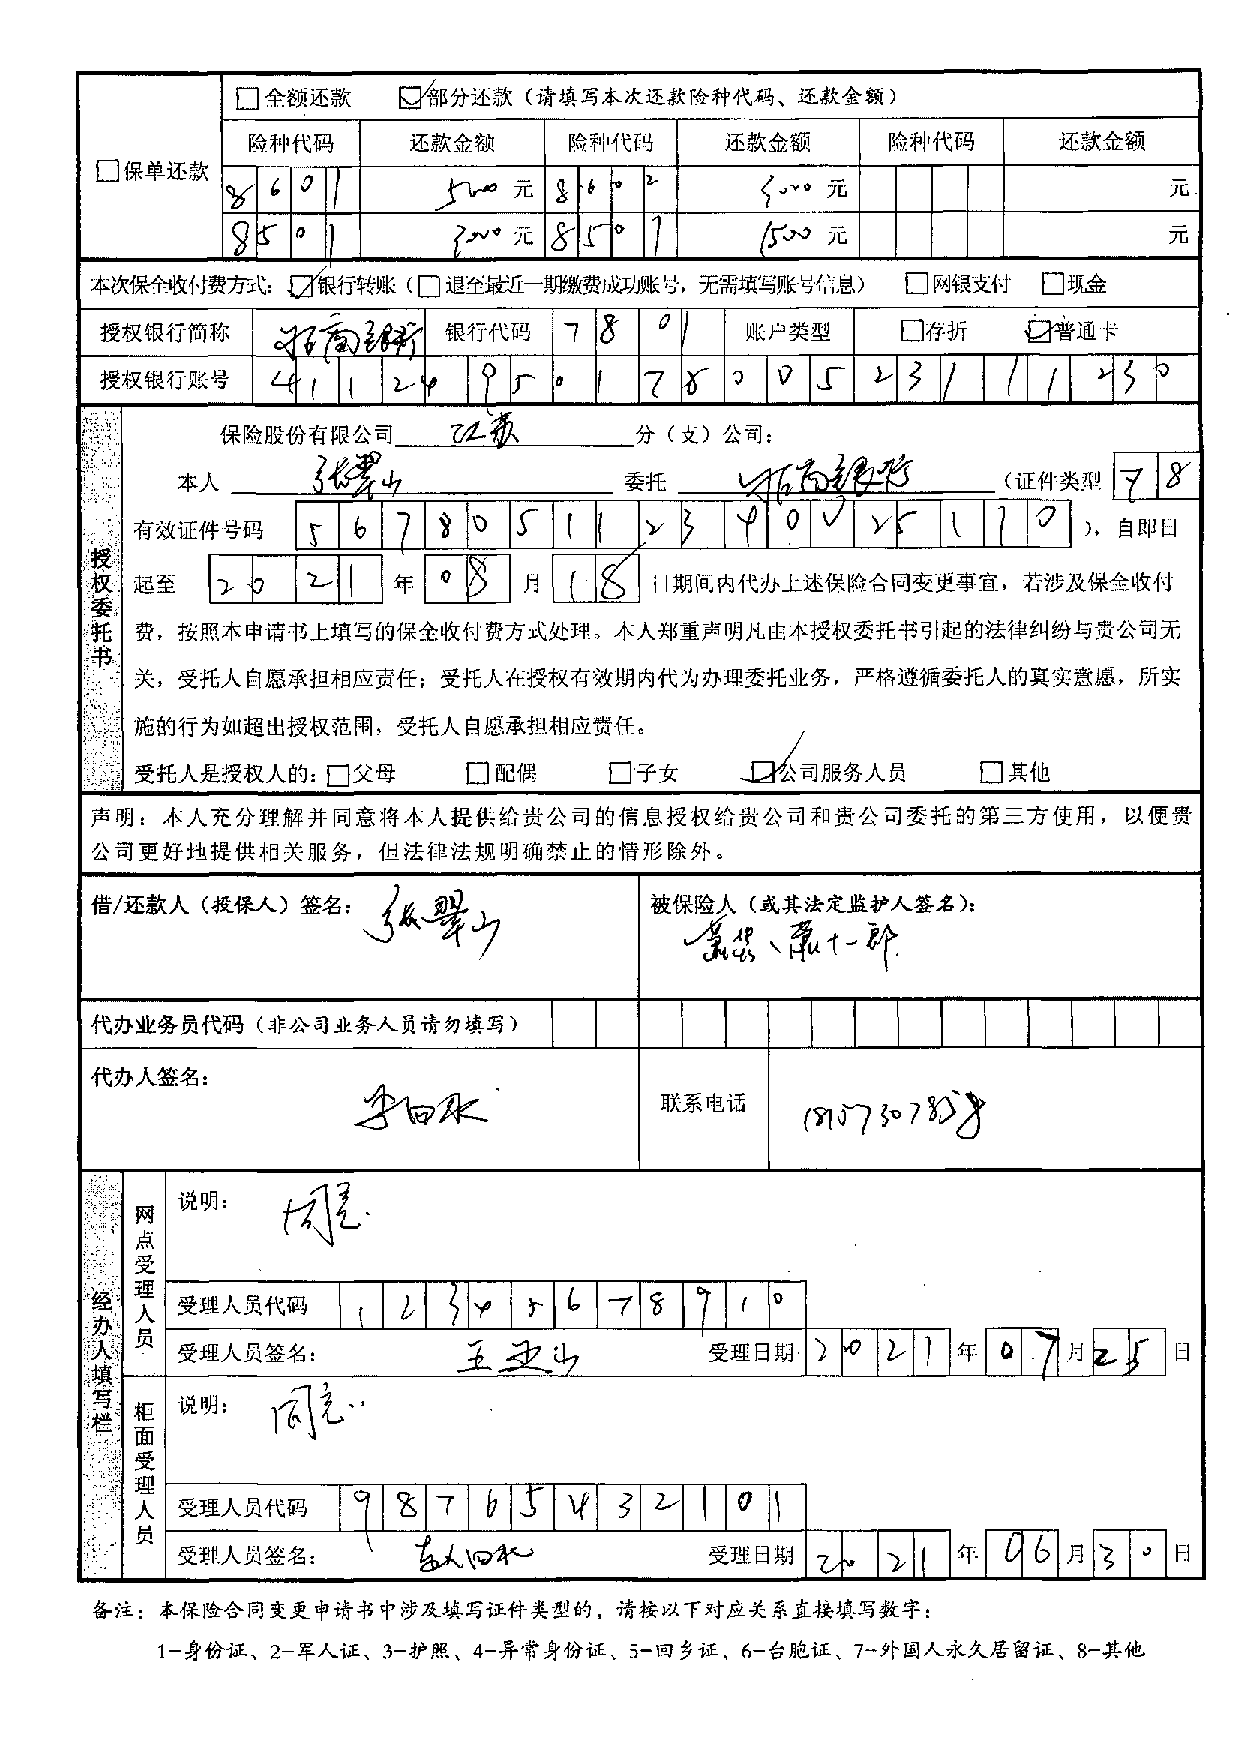 全额还款 部分还款（请填写本次还款险种代码、还款金额）
保单还款
险种代码 还款金额 险种代码 还款金额 险种代码 还款金额
8601 5000 元 8602 3000 元 元
8501 2000 元 8507 1500 元 元
本次保全收付费方式： 银行转账（ 退至最近一期缴费成功账号，无需填写账号信息） 网银支付 现金
授权银行简称 招商银行 银行代码 7801 账户类型 存折 普通卡
授权银行账号 4112495017800523111230
授权委托书
保险股份有限公司 江苏 分（支）公司：
本人 张翠山 委托 招商银行 （证件类型 78
有效证件号码 567805112340025110 ），自即日
起至 2021 年 08 月 18 日期间内代办上述保险合同变更事宜，若涉及保全收付
费，按照本申请书上填写的保全收付费方式处理。本人郑重声明凡由本授权委托书引起的法律纠纷与贵公司无
关，受托人自愿承担相应责任；受托人在授权有效期内代为办理委托业务，严格遵循委托人的真实意愿，所实
施的行为如超出授权范围，受托人自愿承担相应责任。
受托人是授权人的： 父母 配偶 子女 公司服务人员 其他
声明：本人充分理解并同意将本人提供给贵公司的信息授权给贵公司和贵公司委托的第三方使用，以便贵
公司更好地提供相关服务，但法律法规明确禁止的情形除外。
借/还款人（投保人）签名： 张翠山 被保险人（或其法定监护人签名）：
、萧十一郎
代办业务员代码（非公司业务人员请勿填写）
代办人签名：
李白水 联系电话 18157307858
经办人填写栏
网点受理人员
说明： 同意.
受理人员代码 12345678910
受理人员签名： 王亚山 受理日期 2021 年 07 月 25 日
柜面受理人员
说明： 同意..
受理人员代码 98765432101
受理人员签名： 受理日期 2021 年 06 月 30 日
备注：本保险合同变更申请书中涉及填写证件类型的，请按以下对应关系直接填写数字：
1-身份证、2-军人证、3-护照、4-异常身份证、5-回乡证、6-台胞证、7-外国人永久居留证、8-其他